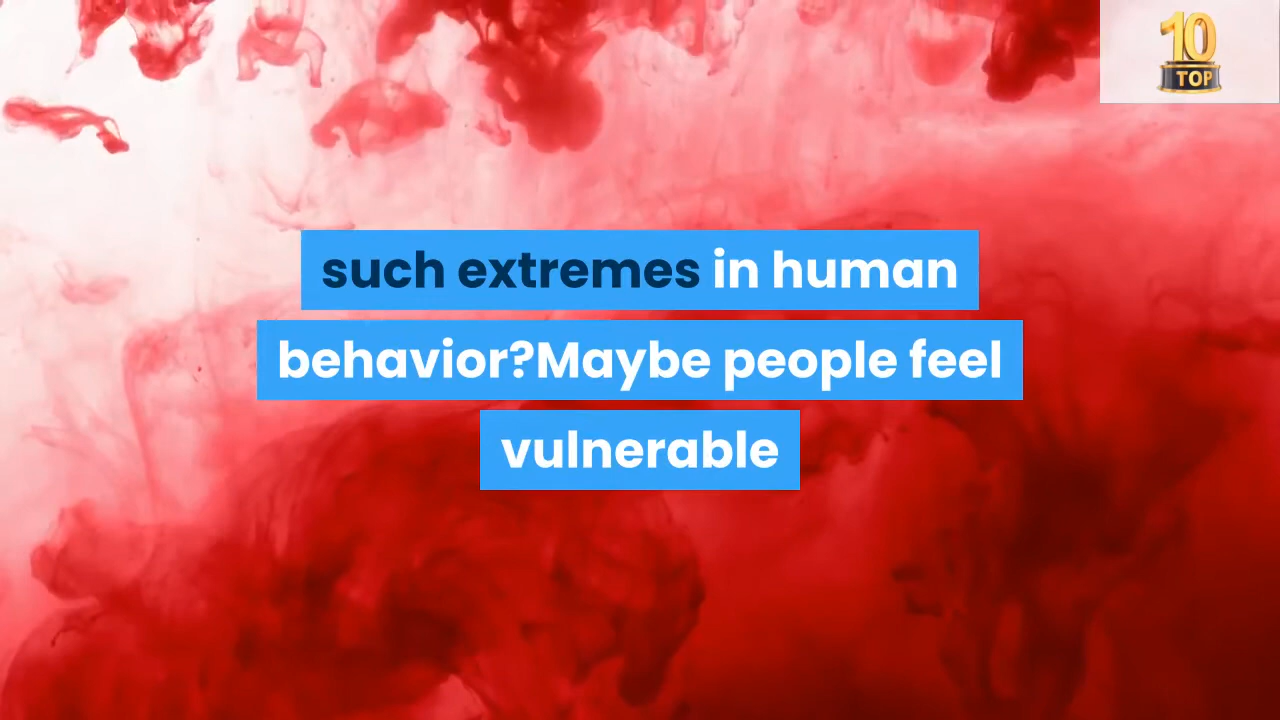 10
TOP
such extremes in human
behavior?Maybe people feel
vulnerable